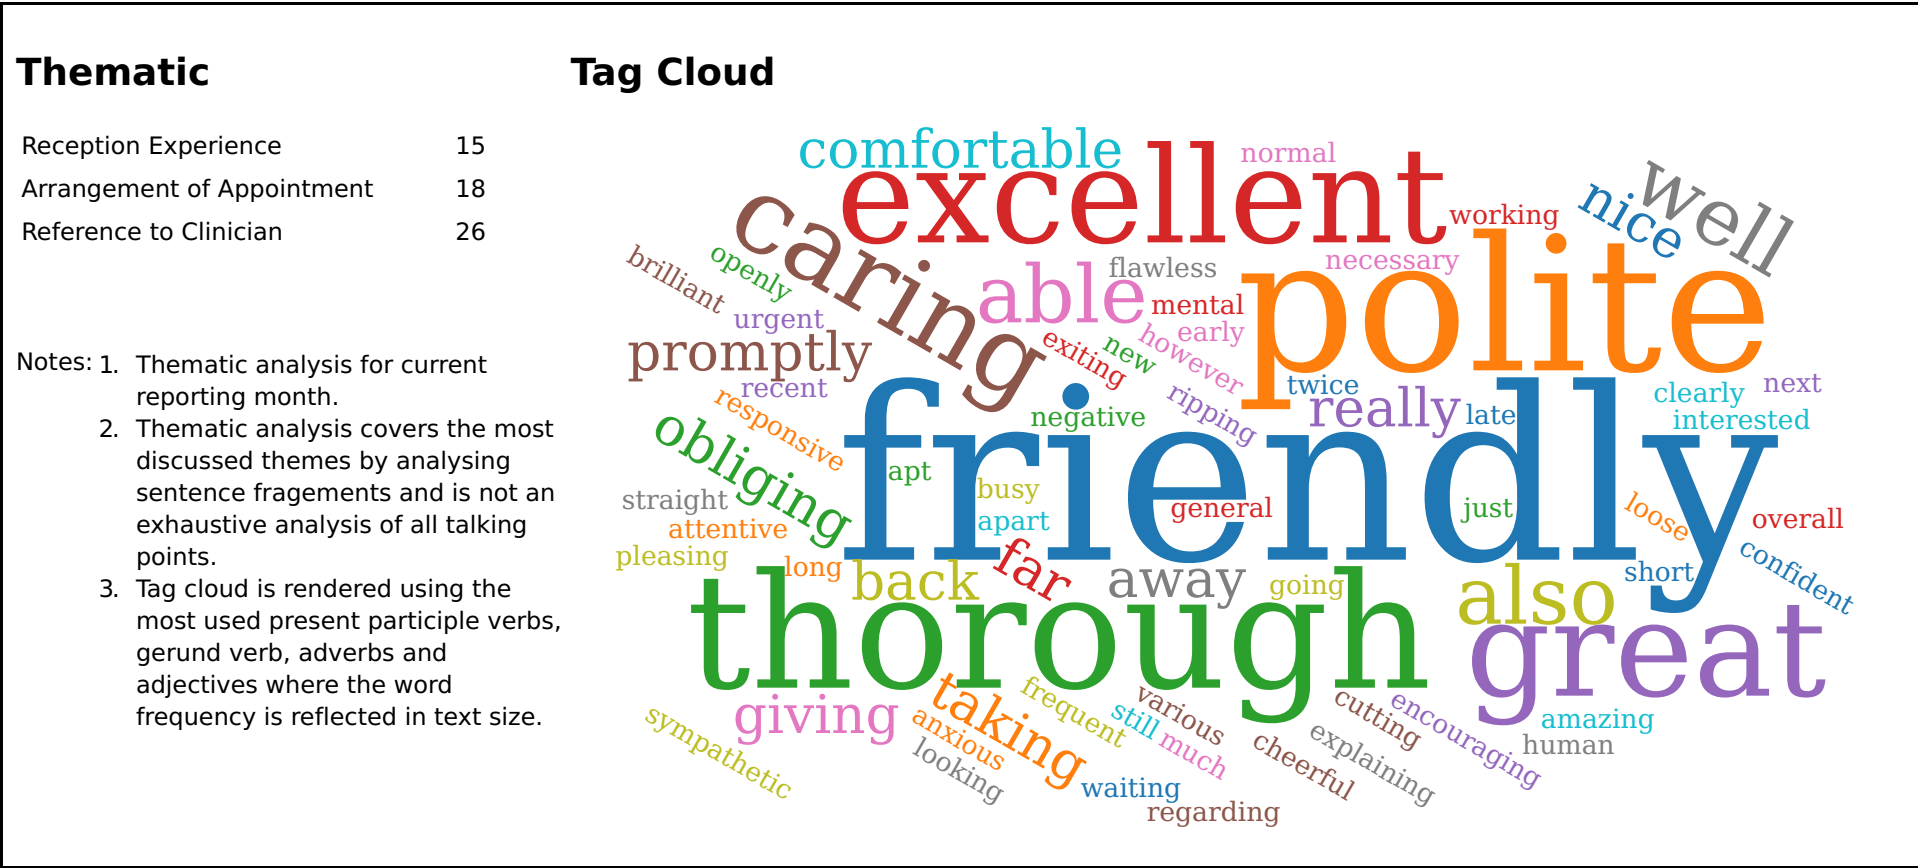 Thematic
Tag Cloud
Reception Experience 15
Arrangement of Appointment 18
Reference to Clinician 26
Notes:
1. Thematic analysis for current
reporting month.
2. Thematic analysis covers the most
discussed themes by analysing
sentence fragements and is not an
exhaustive analysis of all talking
points.
3. Tag cloud is rendered using the
most used present participle verbs,
gerund verb, adverbs and
adjectives where the word
frequency is reflected in text size.
comfortable
excellent
normal
working
nice
well
caring
brilliant
openly
urgent
able
flawless
necessary
mental
polite
promptly
early
however
new
exiting
recent
responsive
negative
ripping
twice
really
late
clearly
next
interested
obliging
friendly
apt
busy
straight
attentive
apart
general
just
loose
overall
pleasing
long
back
far
away
going
also
short
confident
thorough
great
giving
taking
anxious
looking
frequent
still
various
much
cutting
encouraging
amazing
human
cheerful
explaining
sympathetic
waiting
regarding